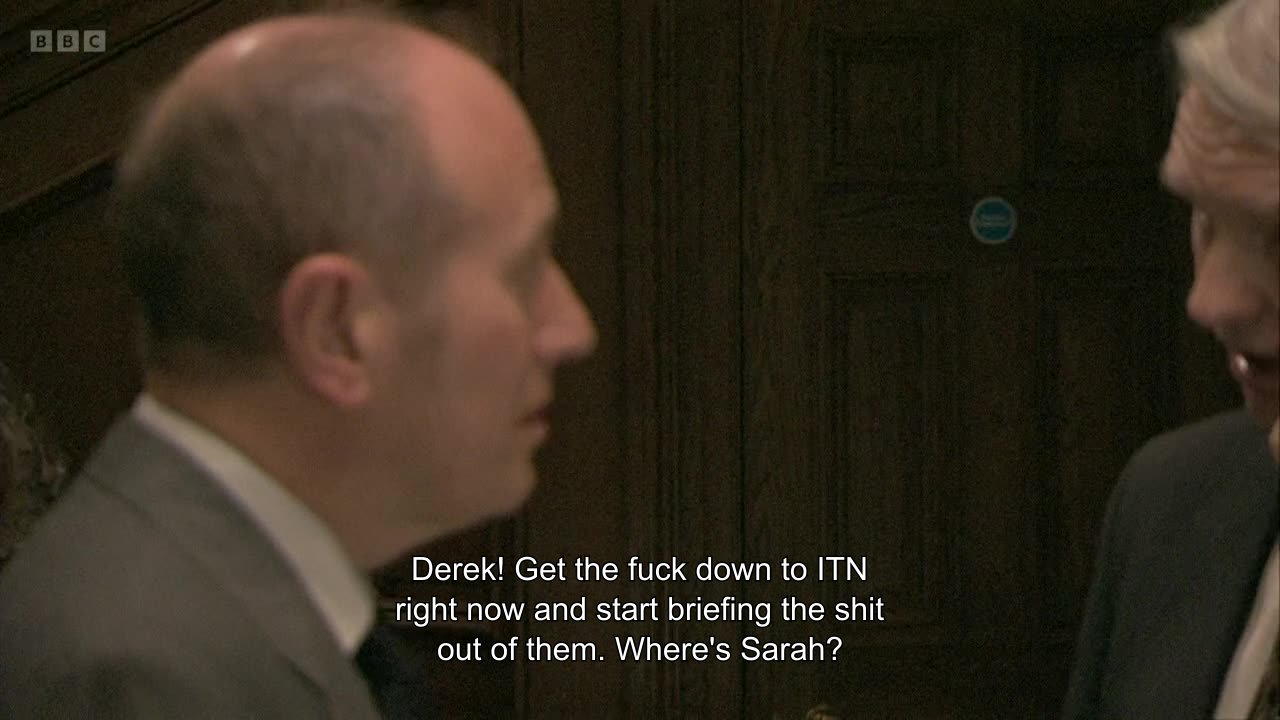 BBC
Derek! Get the fuck down to ITN
right now and start briefing the shit
out of them. Where's Sarah?